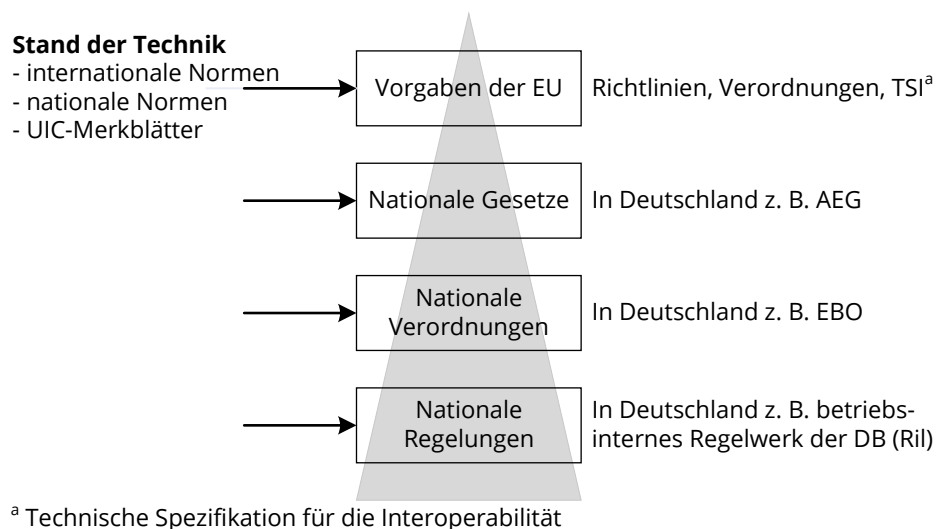 Stand der Technik
- internationale Normen
- nationale Normen
- UIC-Merkblätter
Vorgaben der EU
Richtlinien, Verordnungen, TSIᵃ
Nationale Gesetze
In Deutschland z. B. AEG
Nationale
Verordnungen
In Deutschland z. B. EBO
Nationale
Regelungen
In Deutschland z. B. betriebs-
internes Regelwerk der DB (Ril)
ᵃ Technische Spezifikation für die Interoperabilität